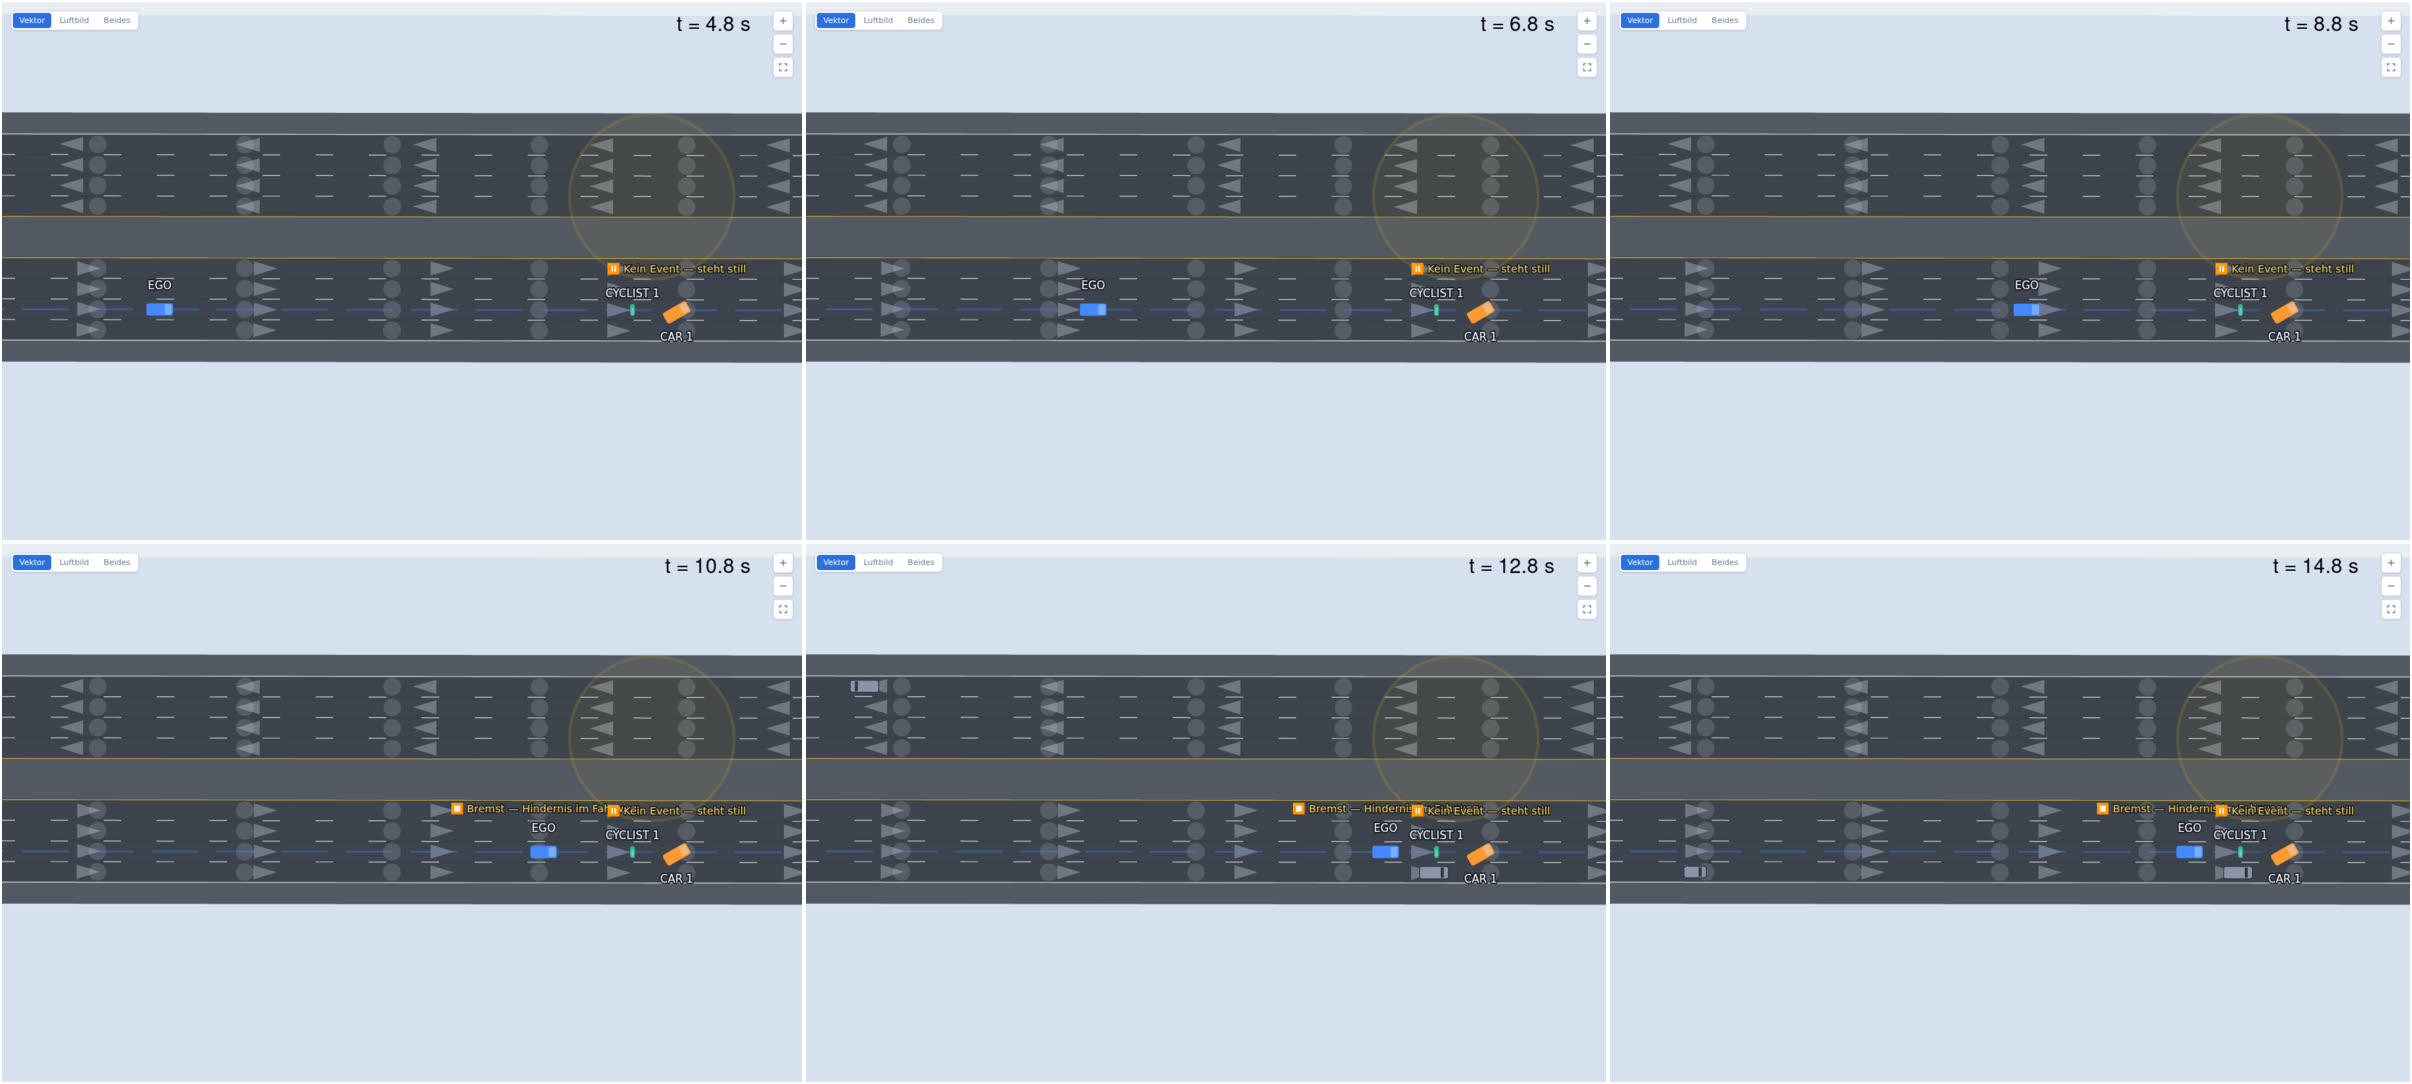 Vektor Luftbild Beides t = 4.8 s + − 
Kein Event — steht still
EGO
CYCLIST 1
CAR 1
Vektor Luftbild Beides t = 6.8 s + −
Kein Event — steht still
EGO
CYCLIST 1
CAR 1
Vektor Luftbild Beides t = 8.8 s + −
Kein Event — steht still
EGO
CYCLIST 1
CAR 1
Vektor Luftbild Beides t = 10.8 s + −
Bremst — Hindernis im
Kein Event — steht still
EGO
CYCLIST 1
CAR 1
Vektor Luftbild Beides t = 12.8 s + −
Bremst — Hindernis
Kein Event — steht still
EGO
CYCLIST 1
CAR 1
Vektor Luftbild Beides t = 14.8 s + −
Bremst — Hindernis
Kein Event — steht still
EGO
CYCLIST 1
CAR 1